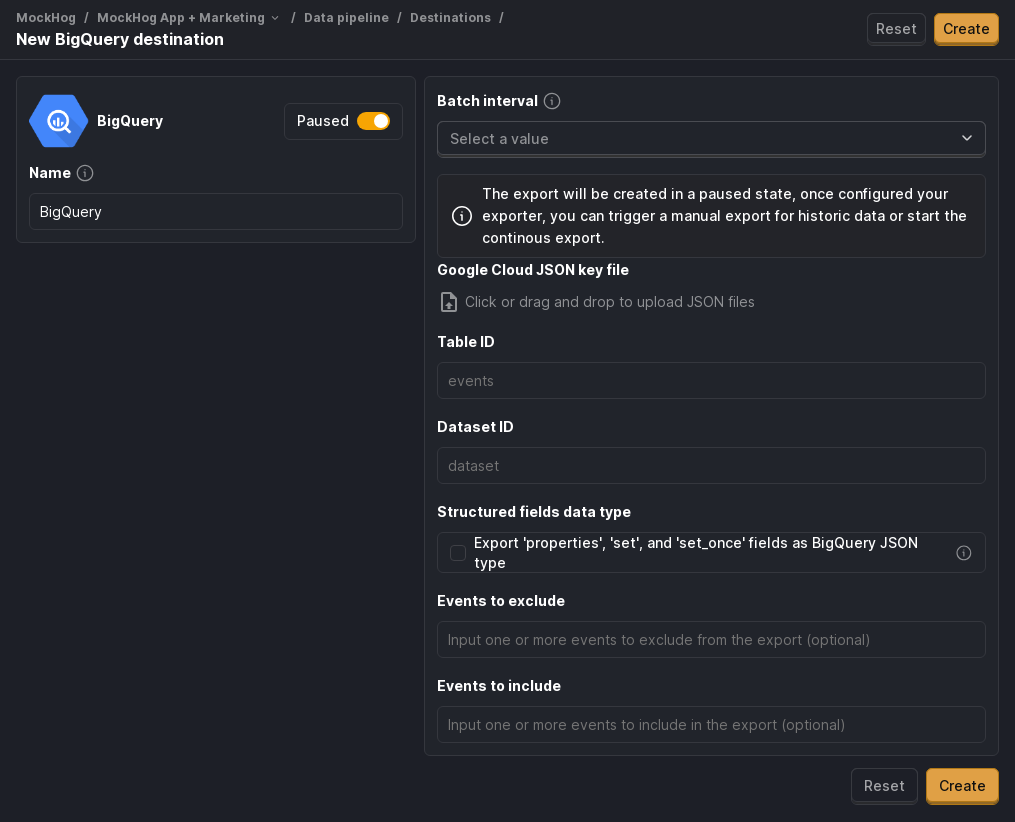 MockHog / MockHog App + Marketing / Data pipeline / Destinations /
New BigQuery destination
Reset
Create
BigQuery
Paused
Name
BigQuery
Batch interval
Select a value
The export will be created in a paused state, once configured your
exporter, you can trigger a manual export for historic data or start the
continous export.
Google Cloud JSON key file
Click or drag and drop to upload JSON files
Table ID
events
Dataset ID
dataset
Structured fields data type
Export 'properties', 'set', and 'set_once' fields as BigQuery JSON
type
Events to exclude
Input one or more events to exclude from the export (optional)
Events to include
Input one or more events to include in the export (optional)
Reset
Create